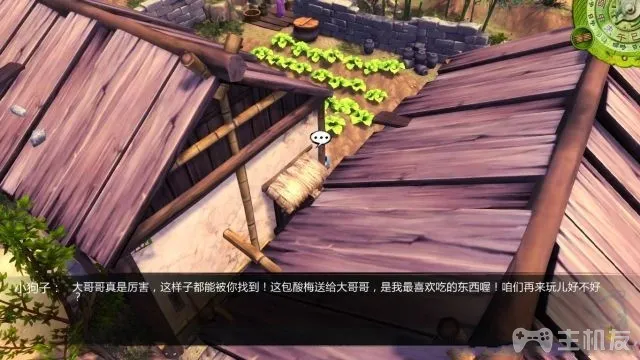 小狗子： 大哥哥真是厉害，这样子都能被你找到！这包酸梅送给大哥哥，是我最喜欢吃的东西喔！咱们再来玩儿好不好
？
主机友